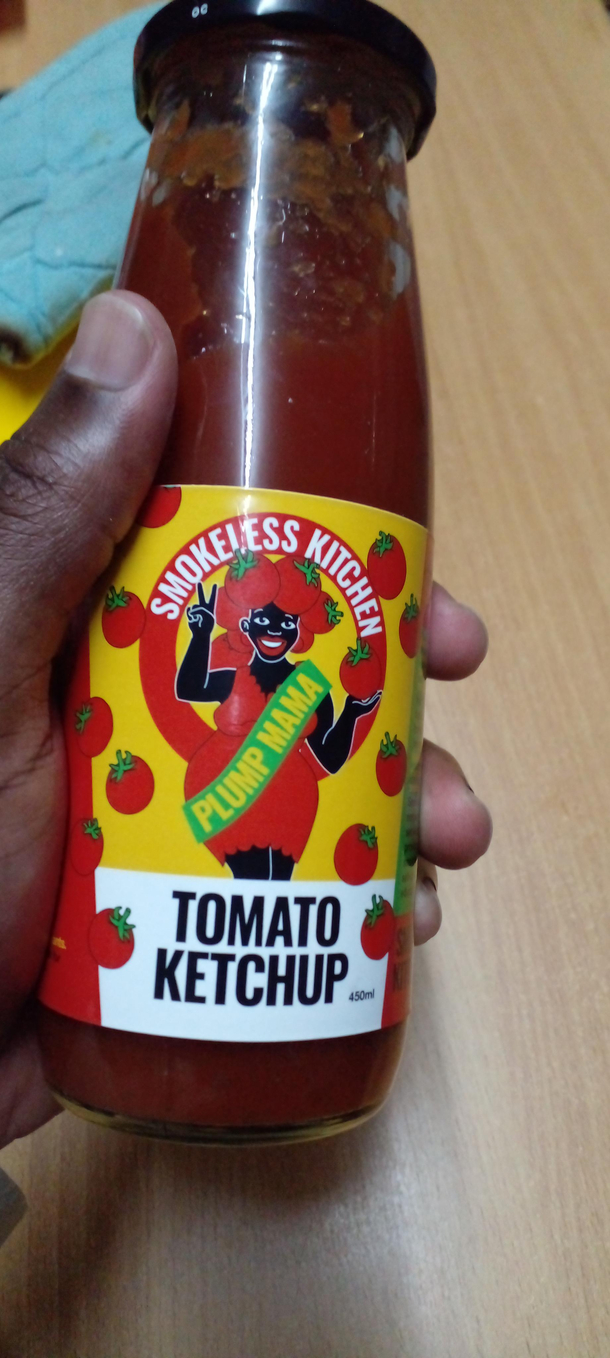 SMOKELESS KITCHEN
PLUMP MAMA
TOMATO
KETCHUP
450ml